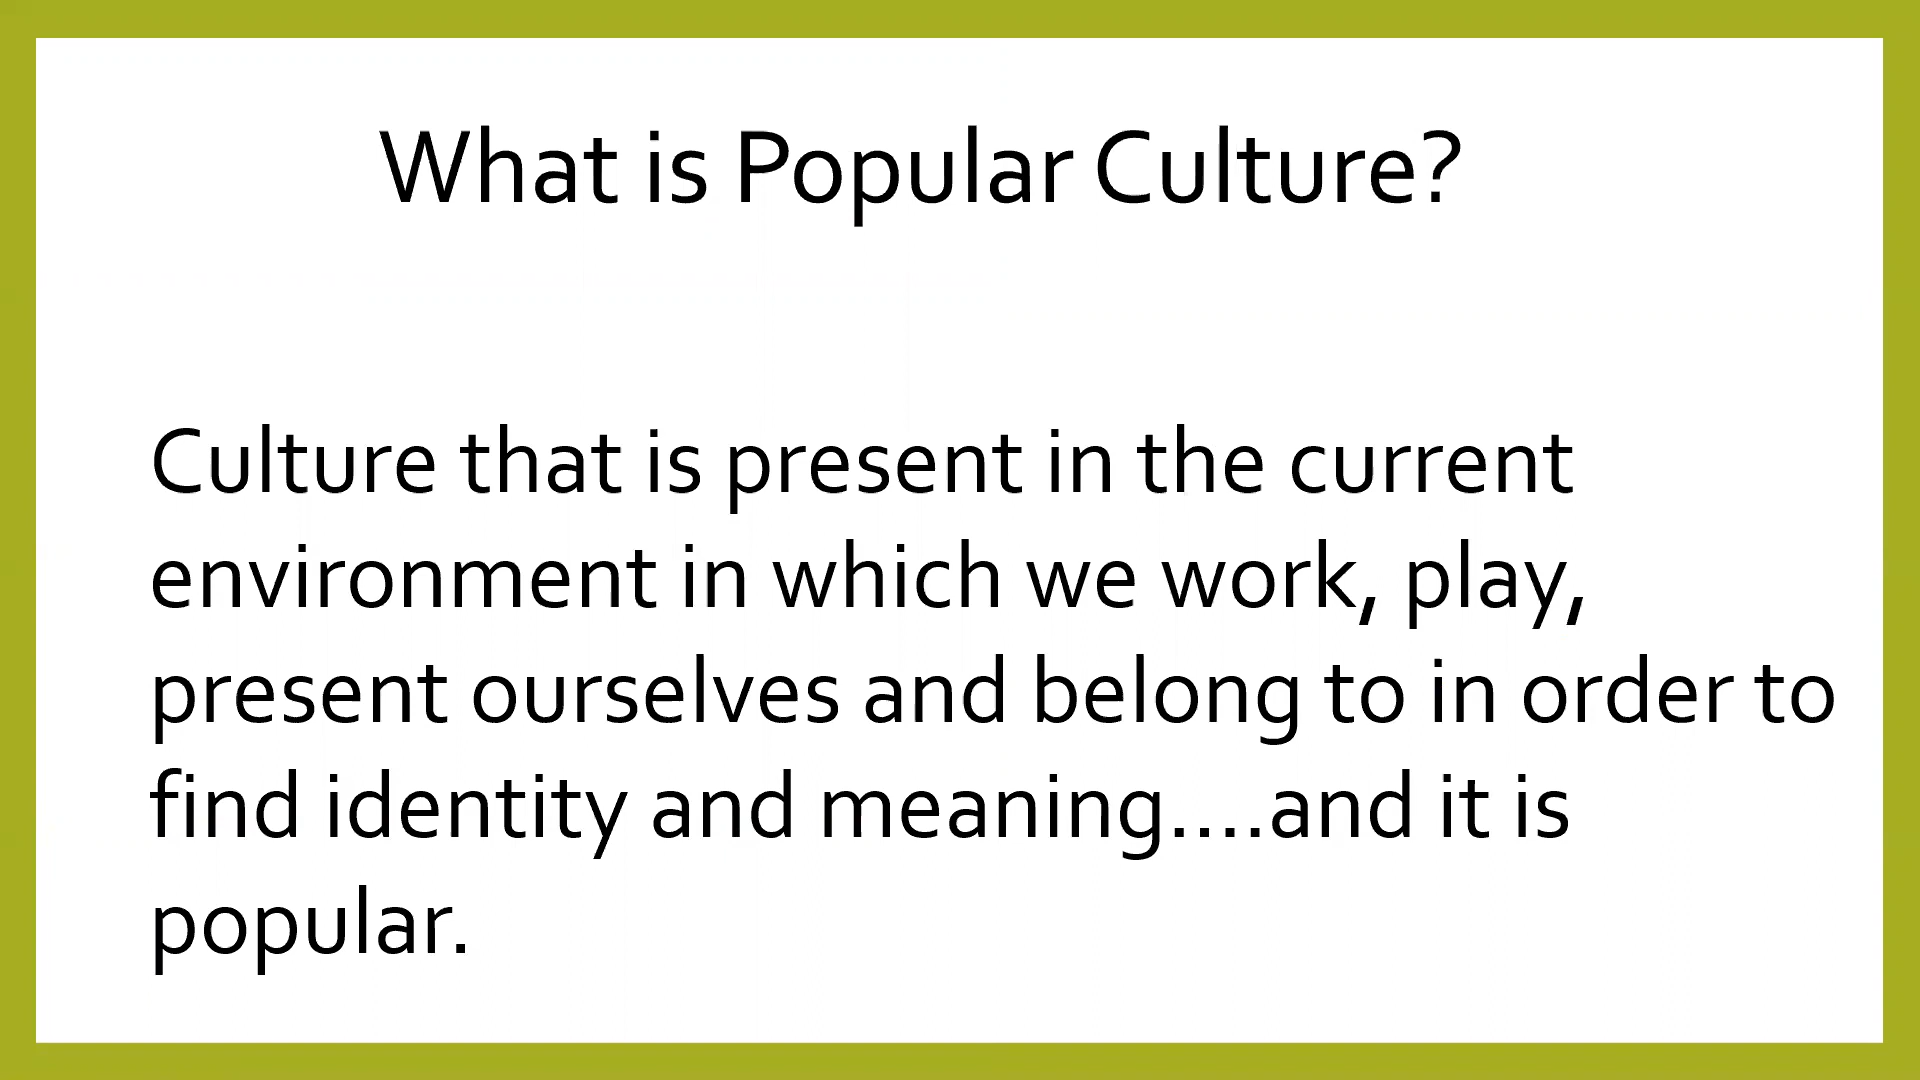 What is Popular Culture?
Culture that is present in the current
environment in which we work, play,
present ourselves and belong to in order to
find identity and meaning....and it is
popular.